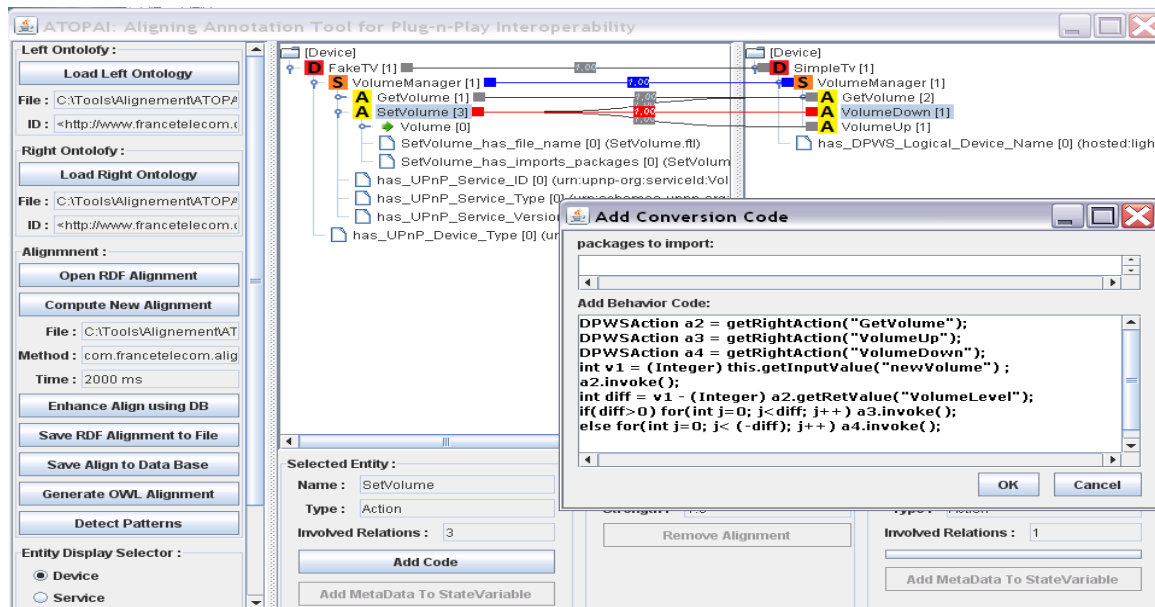 ATOPAI: Aligning Annotation Tool for Plug-n-Play Interoperability
Left Ontolofy :
Load Left Ontology
File : C:\Tools\Alignement\ATOPA
ID : <http://www.francetelecom.c
Right Ontolofy :
Load Right Ontology
File : C:\Tools\Alignement\ATOPA
ID : <http://www.francetelecom.c
Alignmnent :
Open RDF Alignment
Compute New Alignment
File : C:\Tools\Alignement\AT
Method : com.francetelecom.alig
Time : 2000 ms
Enhance Align using DB
Save RDF Alignment to File
Save Align to Data Base
Generate OWL Alignment
Detect Patterns
Entity Display Selector :
Device
Service
[Device]
D FakeTV [1]
S VolumeManager [1]
A GetVolume [1]
A SetVolume [3]
Volume [0]
SetVolume_has_file_name [0] (SetVolume.ftl)
SetVolume_has_imports_packages [0] (SetVolum
has_UPnP_Service_ID [0] (urn:upnp-org:serviceId:Vol
has_UPnP_Service_Type [0]
has_UPnP_Service_Version
has_UPnP_Device_Type [0] (ur
1,00
1,00
1,00
1,00
[Device]
D SimpleTv [1]
S VolumeManager [1]
A GetVolume [2]
A VolumeDown [1]
A VolumeUp [1]
has_DPWS_Logical_Device_Name [0] (hosted:ligh
Add Conversion Code
packages to import:
Add Behavior Code:
DPWSAction a2 = getRightAction("GetVolume");
DPWSAction a3 = getRightAction("VolumeUp");
DPWSAction a4 = getRightAction("VolumeDown");
int v1 = (Integer) this.getInputValue("newVolume") ;
a2.invoke();
int diff = v1 - (Integer) a2.getRetValue("VolumeLevel");
if(diff>0) for(int j=0; j<diff; j++ ) a3.invoke();
else for(int j=0; j< (-diff); j++ ) a4.invoke();
OK
Cancel
Selected Entity :
Name : SetVolume
Type : Action
Involved Relations : 3
Add Code
Add MetaData To StateVariable
Remove Alignment
Involved Relations : 1
Add MetaData To StateVariable